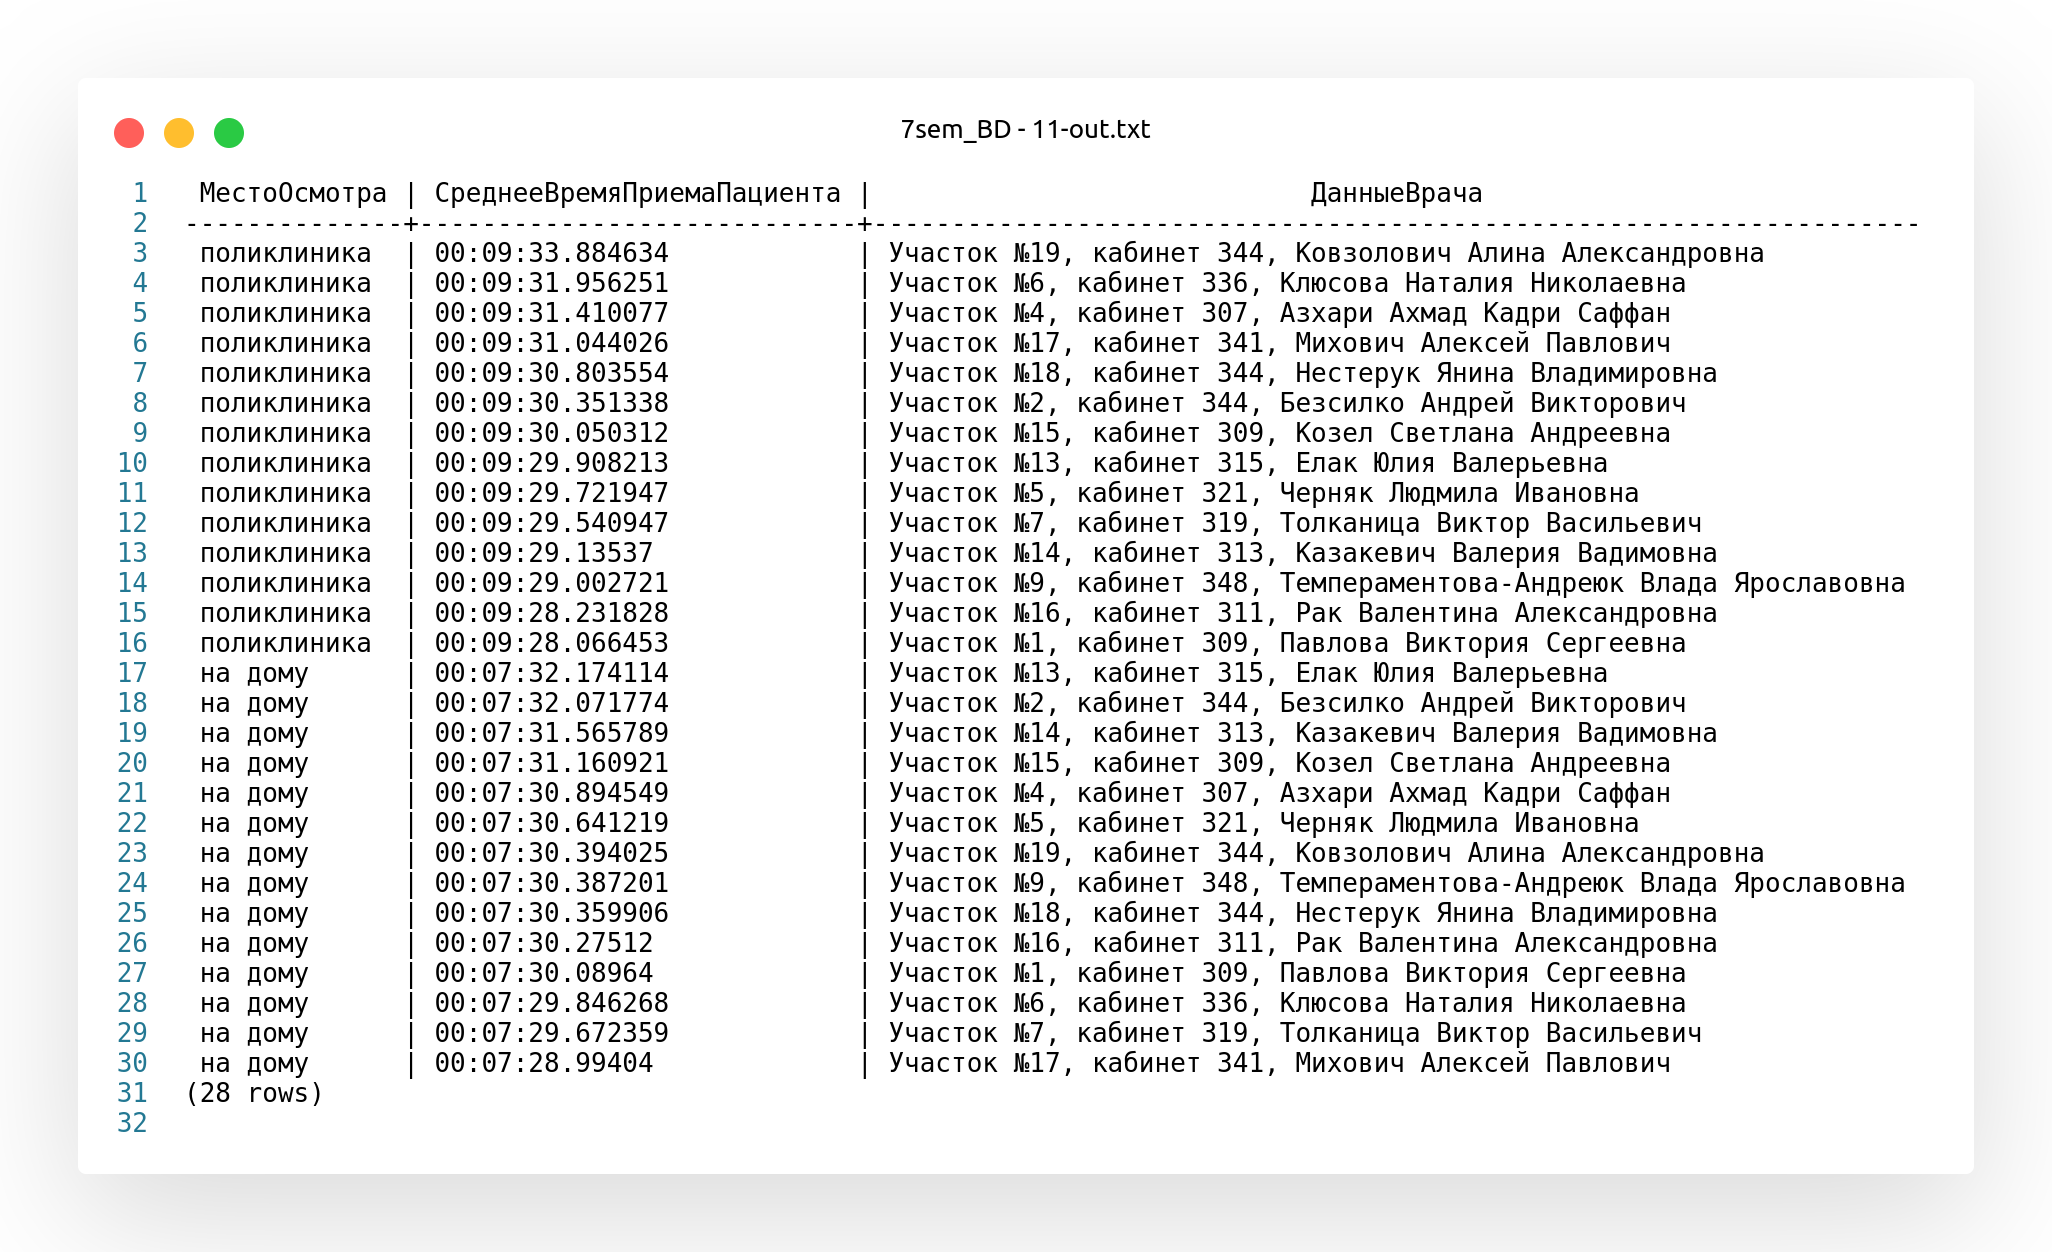 7sem_BD - 11-out.txt
1 МестоОсмотра | СреднееВремяПриемаПациента | ДанныеВрача
2 --------------+----------------------------+-------------------------------------------------------------------
3 поликлиника | 00:09:33.884634 | Участок №19, кабинет 344, Ковзолович Алина Александровна
4 поликлиника | 00:09:31.956251 | Участок №6, кабинет 336, Клюсова Наталия Николаевна
5 поликлиника | 00:09:31.410077 | Участок №4, кабинет 307, Азхари Ахмад Кадри Саффан
6 поликлиника | 00:09:31.044026 | Участок №17, кабинет 341, Михович Алексей Павлович
7 поликлиника | 00:09:30.803554 | Участок №18, кабинет 344, Нестерук Янина Владимировна
8 поликлиника | 00:09:30.351338 | Участок №2, кабинет 344, Безсилко Андрей Викторович
9 поликлиника | 00:09:30.050312 | Участок №15, кабинет 309, Козел Светлана Андреевна
10 поликлиника | 00:09:29.908213 | Участок №13, кабинет 315, Елак Юлия Валерьевна
11 поликлиника | 00:09:29.721947 | Участок №5, кабинет 321, Черняк Людмила Ивановна
12 поликлиника | 00:09:29.540947 | Участок №7, кабинет 319, Толканица Виктор Васильевич
13 поликлиника | 00:09:29.13537 | Участок №14, кабинет 313, Казакевич Валерия Вадимовна
14 поликлиника | 00:09:29.002721 | Участок №9, кабинет 348, Темпераментова-Андреюк Влада Ярославовна
15 поликлиника | 00:09:28.231828 | Участок №16, кабинет 311, Рак Валентина Александровна
16 поликлиника | 00:09:28.066453 | Участок №1, кабинет 309, Павлова Виктория Сергеевна
17 на дому | 00:07:32.174114 | Участок №13, кабинет 315, Елак Юлия Валерьевна
18 на дому | 00:07:32.071774 | Участок №2, кабинет 344, Безсилко Андрей Викторович
19 на дому | 00:07:31.565789 | Участок №14, кабинет 313, Казакевич Валерия Вадимовна
20 на дому | 00:07:31.160921 | Участок №15, кабинет 309, Козел Светлана Андреевна
21 на дому | 00:07:30.894549 | Участок №4, кабинет 307, Азхари Ахмад Кадри Саффан
22 на дому | 00:07:30.641219 | Участок №5, кабинет 321, Черняк Людмила Ивановна
23 на дому | 00:07:30.394025 | Участок №19, кабинет 344, Ковзолович Алина Александровна
24 на дому | 00:07:30.387201 | Участок №9, кабинет 348, Темпераментова-Андреюк Влада Ярославовна
25 на дому | 00:07:30.359906 | Участок №18, кабинет 344, Нестерук Янина Владимировна
26 на дому | 00:07:30.27512 | Участок №16, кабинет 311, Рак Валентина Александровна
27 на дому | 00:07:30.08964 | Участок №1, кабинет 309, Павлова Виктория Сергеевна
28 на дому | 00:07:29.846268 | Участок №6, кабинет 336, Клюсова Наталия Николаевна
29 на дому | 00:07:29.672359 | Участок №7, кабинет 319, Толканица Виктор Васильевич
30 на дому | 00:07:28.99404 | Участок №17, кабинет 341, Михович Алексей Павлович
31 (28 rows)
32